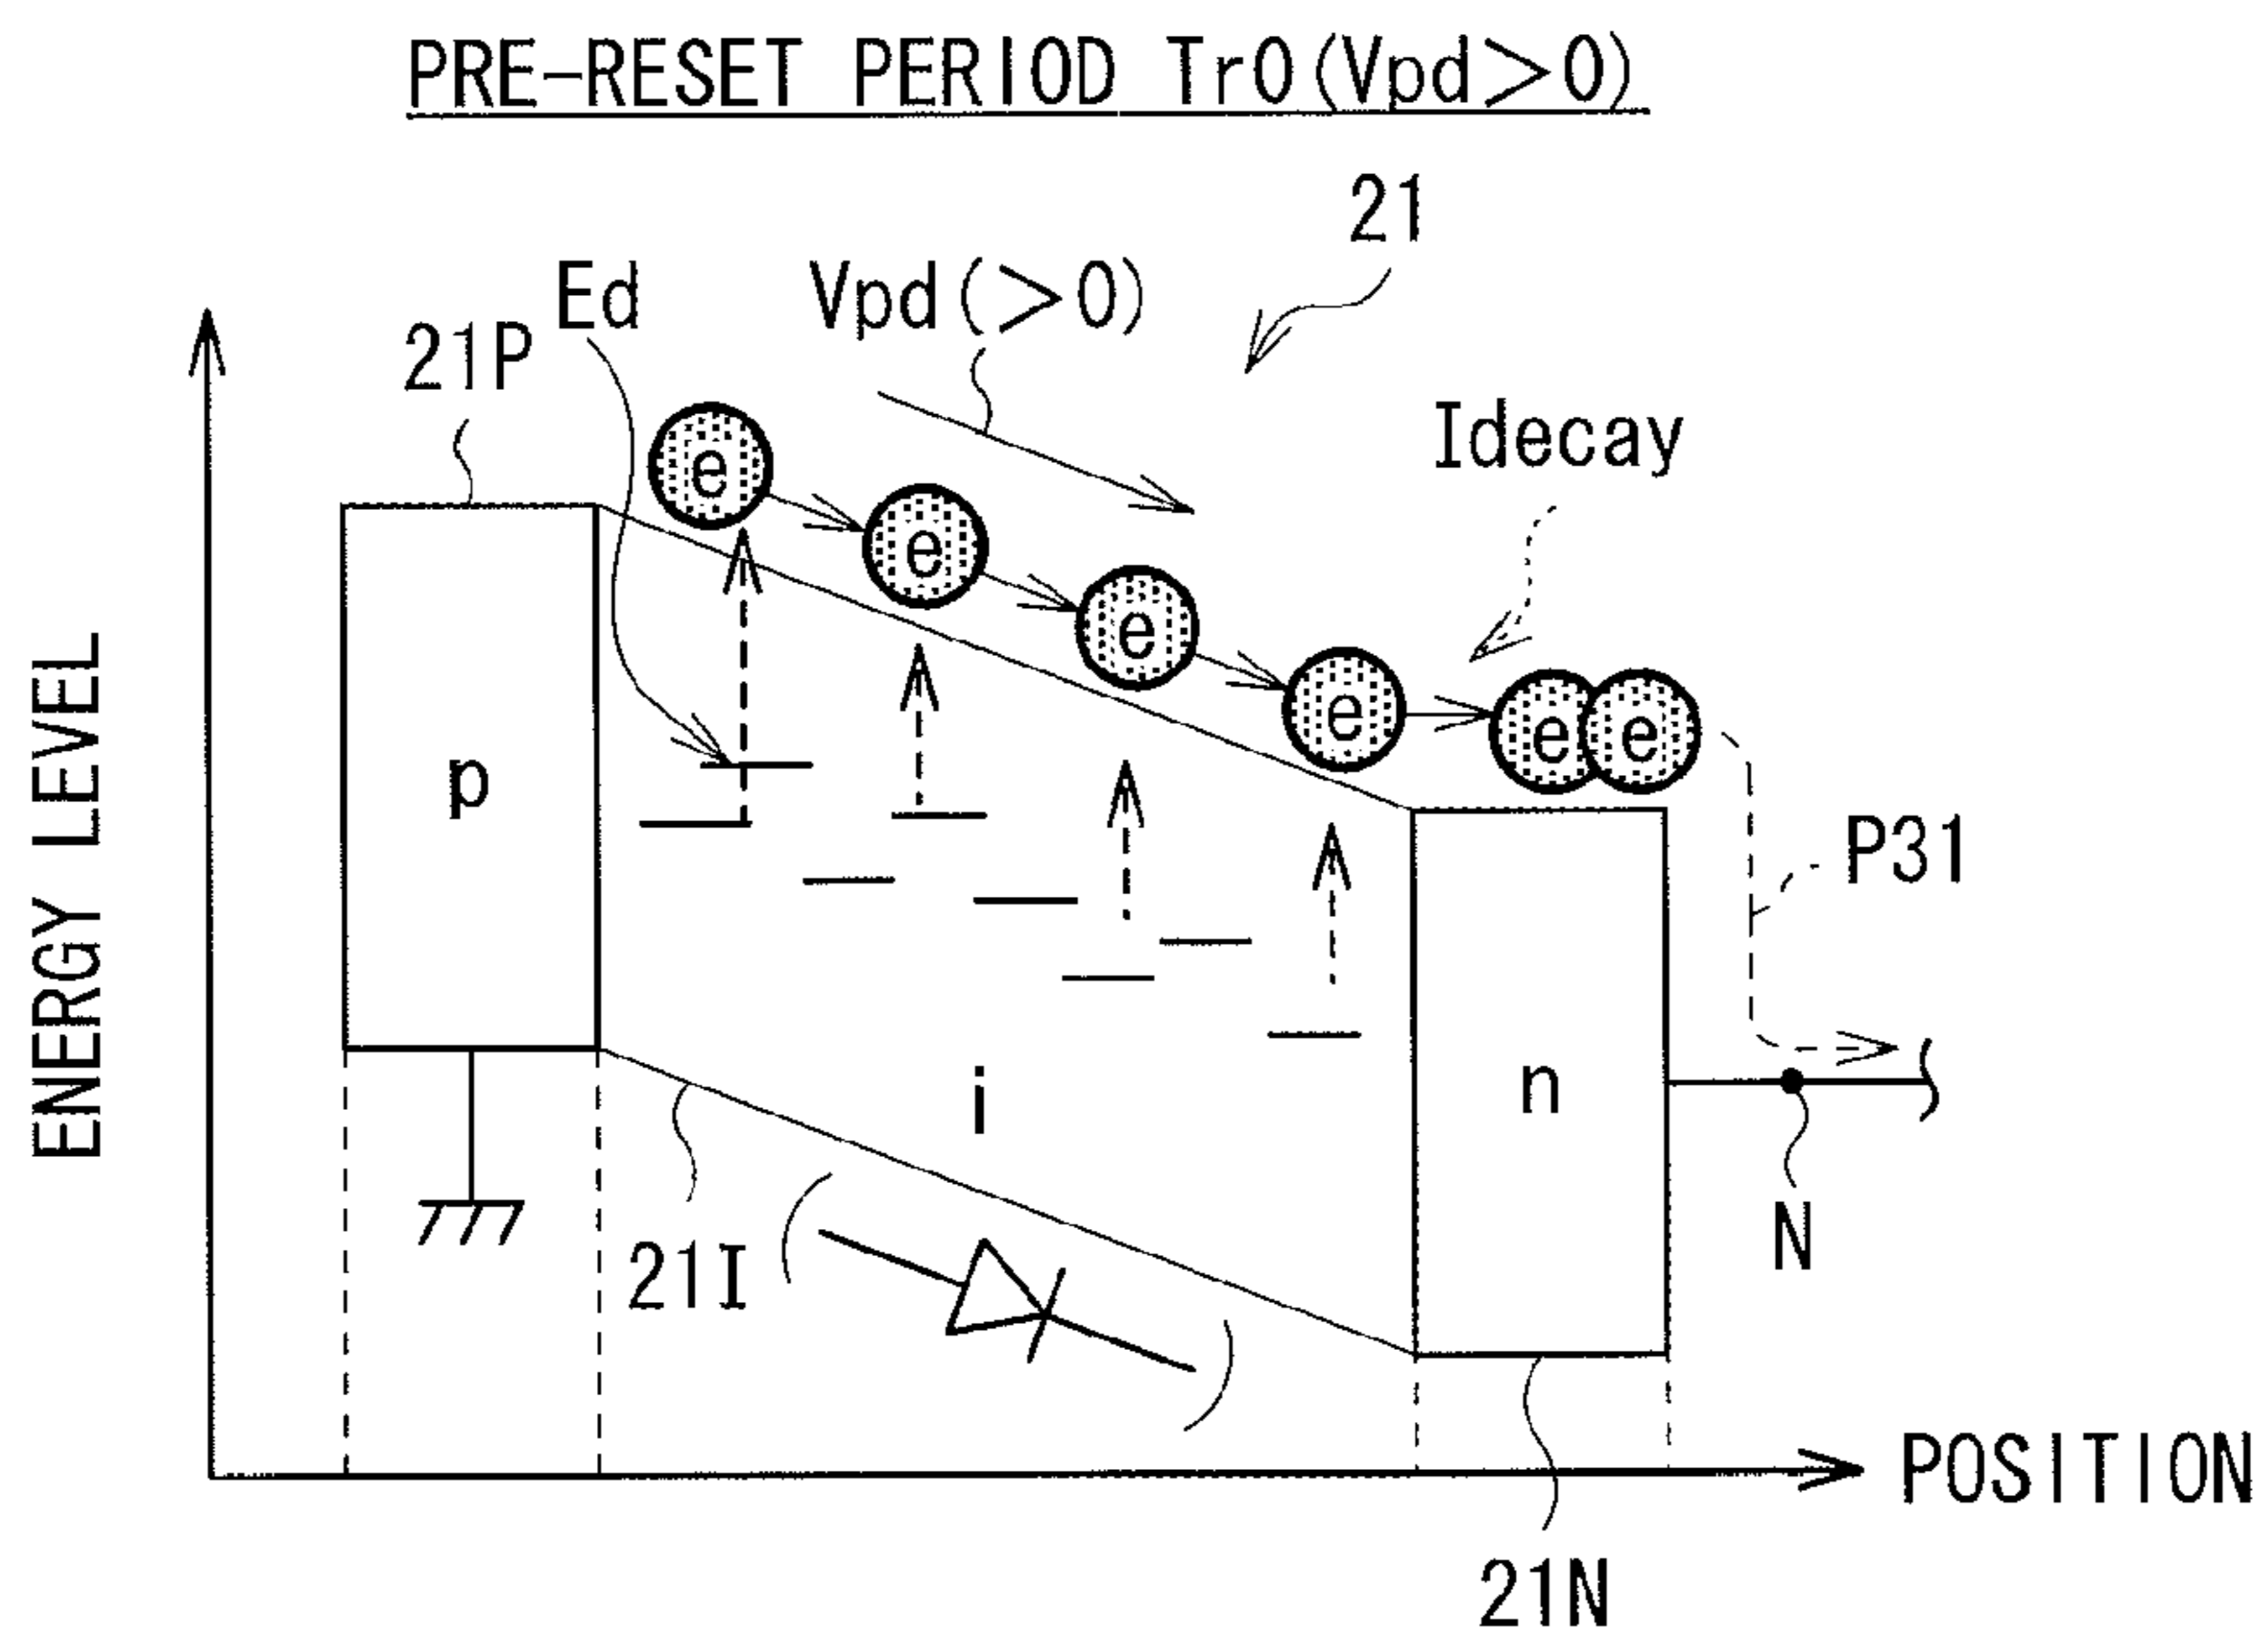 PRE-RESET PERIOD Tr0(Vpd>0)
21
Ed
Vpd(>0)
21P
Idecay
e
e
e
e
e
e
p
P31
ENERGY LEVEL
i
n
N
21I
POSITION
21N